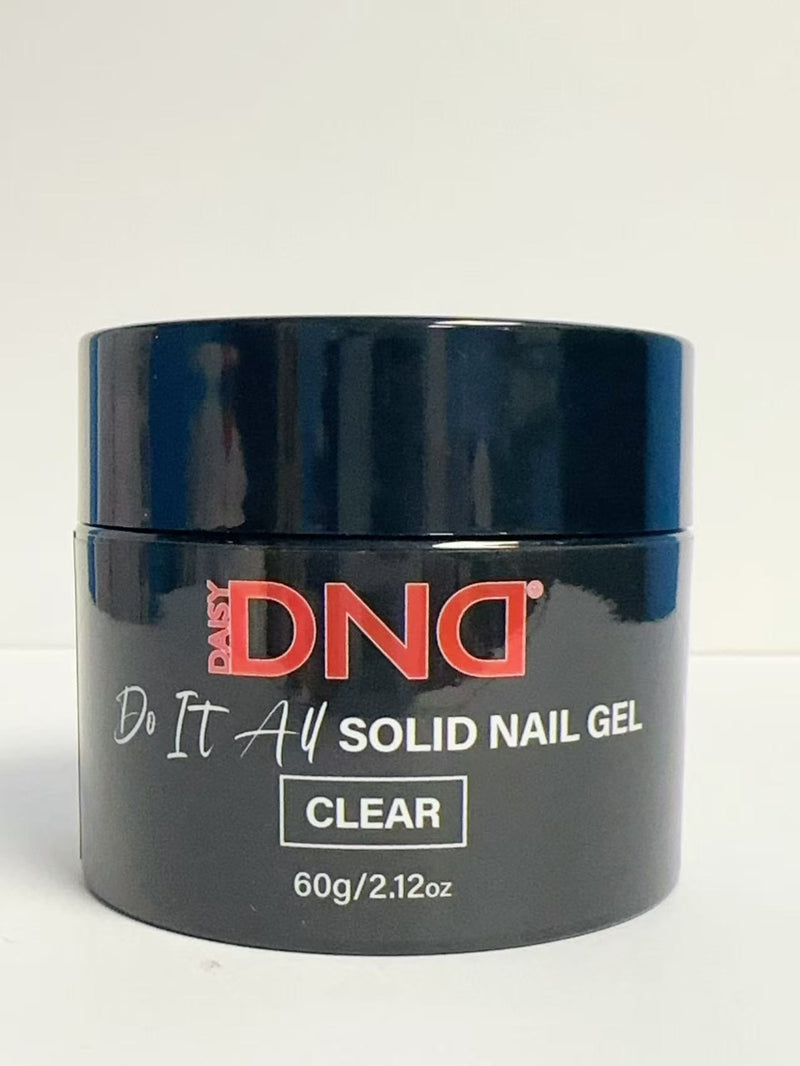 DAISY DND®
Do It All SOLID NAIL GEL
CLEAR
60g/2.12oz